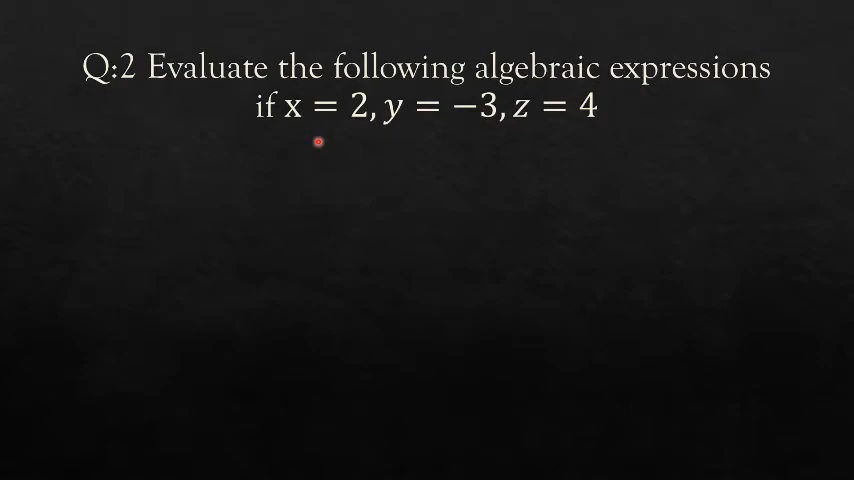 Q:2 Evaluate the following algebraic expressions
if x = 2, y = −3, z = 4